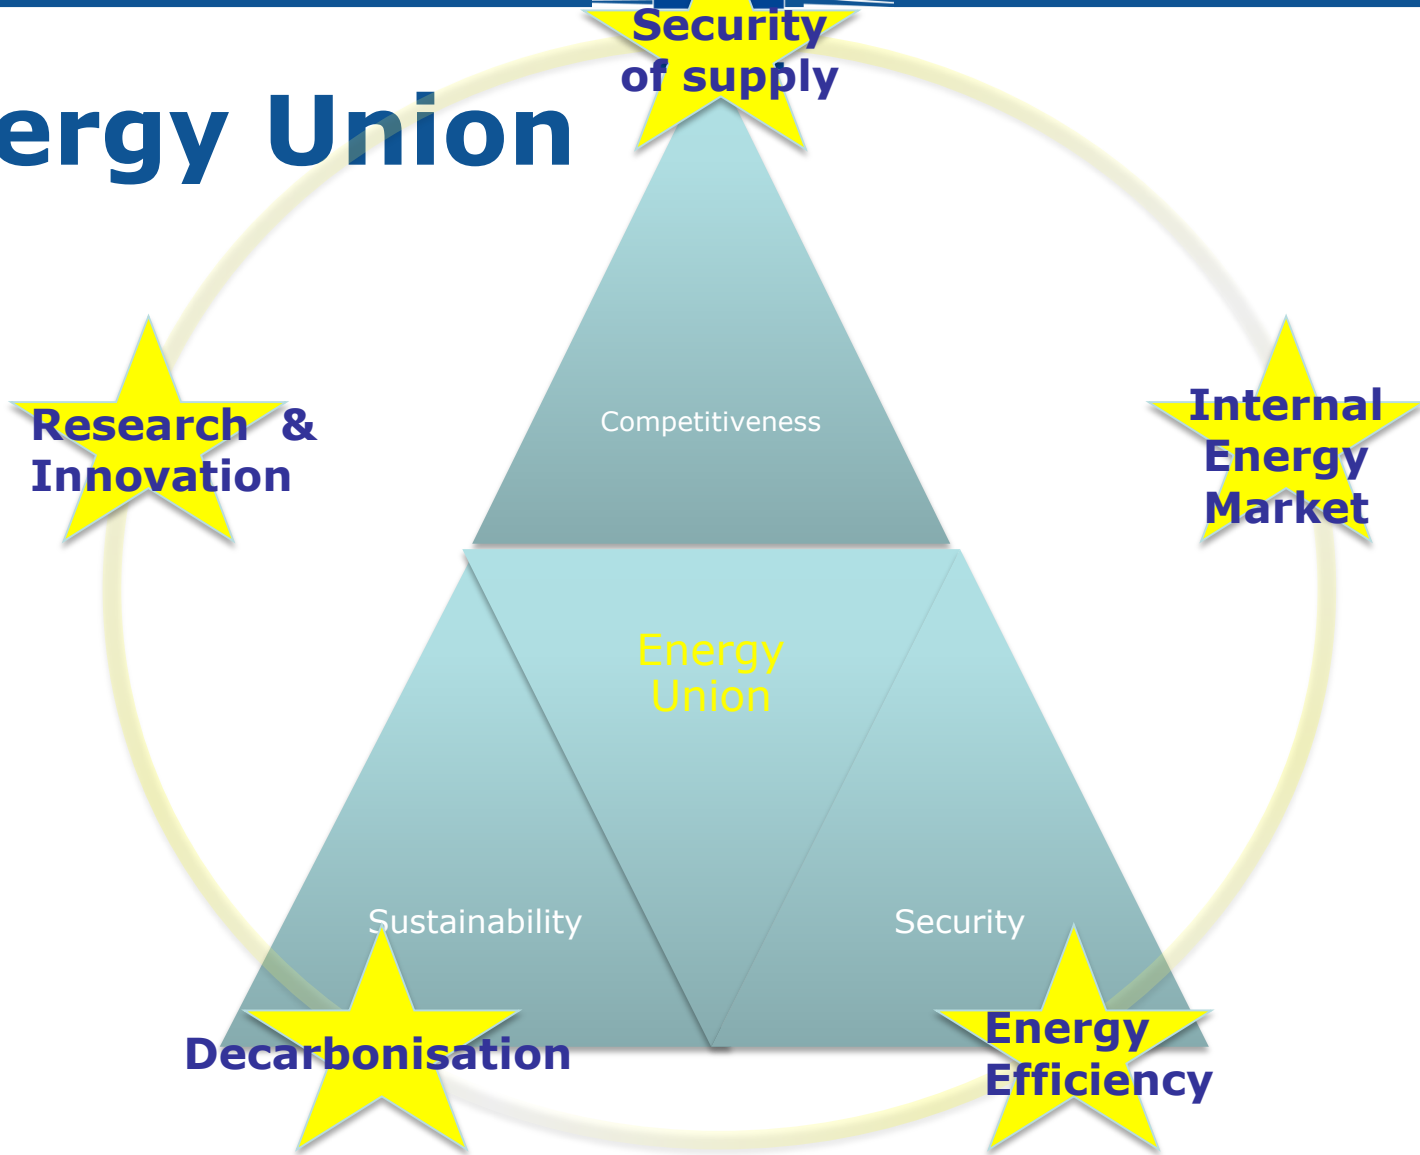 Security
of supply
ergy Union
Research &
Innovation
Internal
Energy
Market
Competitiveness
Energy
Union
Sustainability
Security
Decarbonisation
Energy
Efficiency